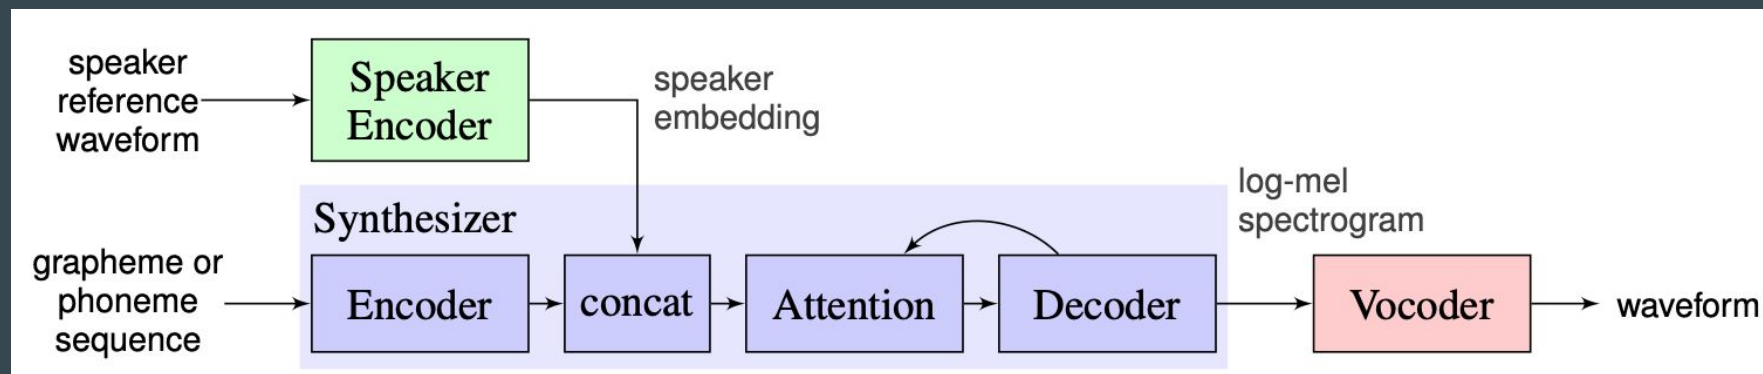 speaker
reference
waveform
Speaker
Encoder
speaker
embedding
Synthesizer
log-mel
spectrogram
grapheme or
phoneme
sequence
Encoder
concat
Attention
Decoder
Vocoder
waveform